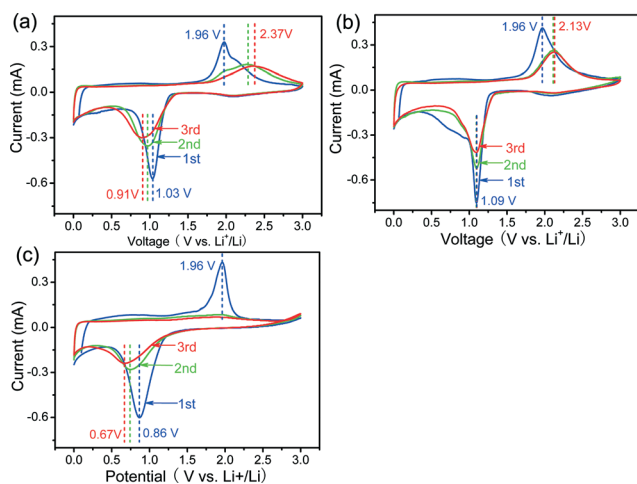 (a)
1.96 V
2.37V
Current (mA)
0.3
0.0
-0.3
-0.6
3rd
2nd
1st
0.91V
1.03 V
0.0 0.5 1.0 1.5 2.0 2.5 3.0
Voltage ( V vs. Li⁺/Li)
(b)
1.96 V
2.13V
Current (mA)
0.3
0.0
-0.3
-0.6
3rd
2nd
1st
1.09 V
0.0 0.5 1.0 1.5 2.0 2.5 3.0
Voltage ( V vs. Li⁺/Li)
(c)
1.96 V
Current (mA)
0.3
0.0
-0.3
-0.6
3rd
2nd
1st
0.67V
0.86 V
0.0 0.5 1.0 1.5 2.0 2.5 3.0
Potential ( V vs. Li+/Li)